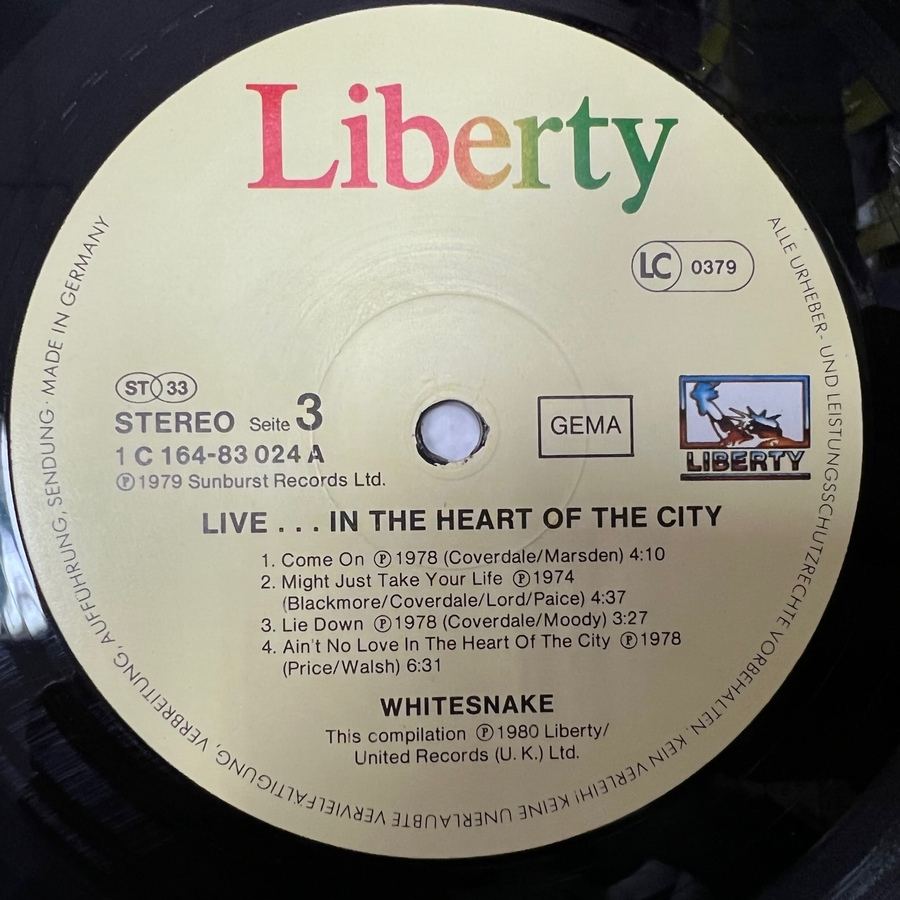 Liberty
LC 0379
ST 33
STEREO Seite 3
GEMA
LIBERTY
1 C 164-83 024 A
Ⓟ 1979 Sunburst Records Ltd.
LIVE . . . IN THE HEART OF THE CITY
1. Come On Ⓟ 1978 (Coverdale/Marsden) 4:10
2. Might Just Take Your Life Ⓟ 1974
(Blackmore/Coverdale/Lord/Paice) 4:37
3. Lie Down Ⓟ 1978 (Coverdale/Moody) 3:27
4. Ain't No Love In The Heart Of The City Ⓟ 1978
(Price/Walsh) 6:31
WHITESNAKE
This compilation Ⓟ 1980 Liberty/
United Records (U. K.) Ltd.
ALLE URHEBER- UND LEISTUNGSSCHUTZRECHTE VORBEHALTEN. KEIN VERLEIH! KEINE UNERLAUBTE VERVIELFÄLTIGUNG, VERBREITUNG, AUFFÜHRUNG, SENDUNG · MADE IN GERMANY